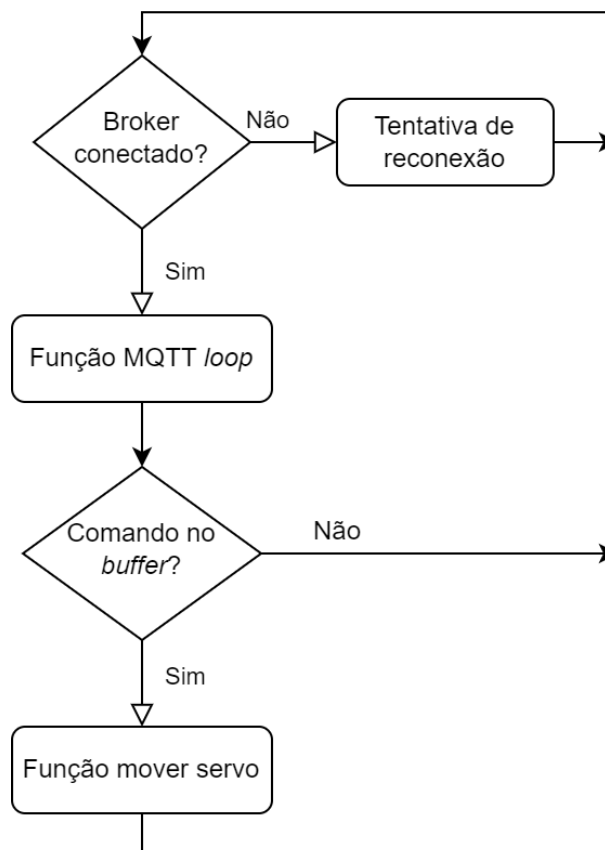 Broker
conectado?
Não
Tentativa de
reconexão
Sim
Função MQTT loop
Comando no
buffer?
Não
Sim
Função mover servo